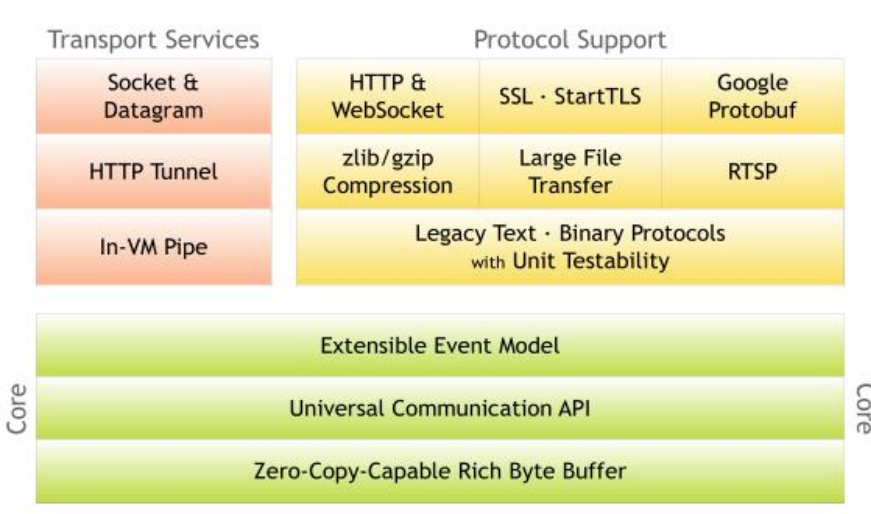 Transport Services
Protocol Support
Socket &
Datagram
HTTP &
WebSocket
SSL · StartTLS
Google
Protobuf
HTTP Tunnel
zlib/gzip
Compression
Large File
Transfer
RTSP
In-VM Pipe
Legacy Text · Binary Protocols
with Unit Testability
Core
Extensible Event Model
Universal Communication API
Zero-Copy-Capable Rich Byte Buffer
Core